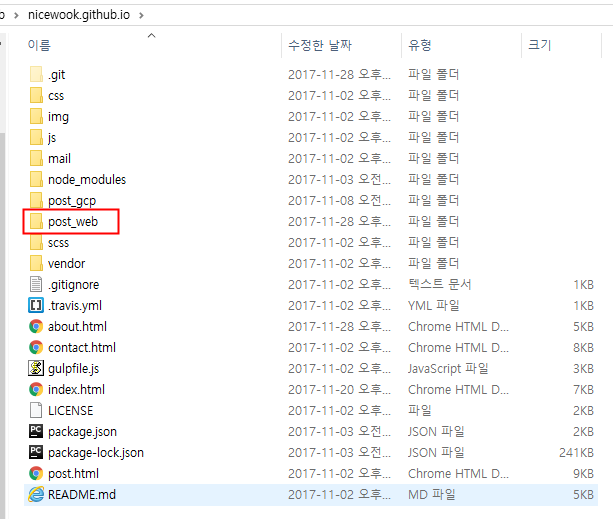 o > nicewook.github.io >
이름 수정한 날짜 유형 크기
.git 2017-11-28 오후... 파일 폴더
css 2017-11-02 오후... 파일 폴더
img 2017-11-02 오후... 파일 폴더
js 2017-11-02 오후... 파일 폴더
mail 2017-11-02 오후... 파일 폴더
node_modules 2017-11-03 오전... 파일 폴더
post_gcp 2017-11-08 오전... 파일 폴더
post_web 2017-11-28 오후... 파일 폴더
scss 2017-11-02 오후... 파일 폴더
vendor 2017-11-02 오후... 파일 폴더
.gitignore 2017-11-02 오후... 텍스트 문서 1KB
.travis.yml 2017-11-02 오후... YML 파일 1KB
about.html 2017-11-28 오후... Chrome HTML D... 5KB
contact.html 2017-11-02 오후... Chrome HTML D... 8KB
gulpfile.js 2017-11-02 오후... JavaScript 파일 3KB
index.html 2017-11-20 오후... Chrome HTML D... 7KB
LICENSE 2017-11-02 오후... 파일 2KB
package.json 2017-11-03 오전... JSON 파일 2KB
package-lock.json 2017-11-03 오전... JSON 파일 241KB
post.html 2017-11-02 오후... Chrome HTML D... 9KB
README.md 2017-11-02 오후... MD 파일 5KB